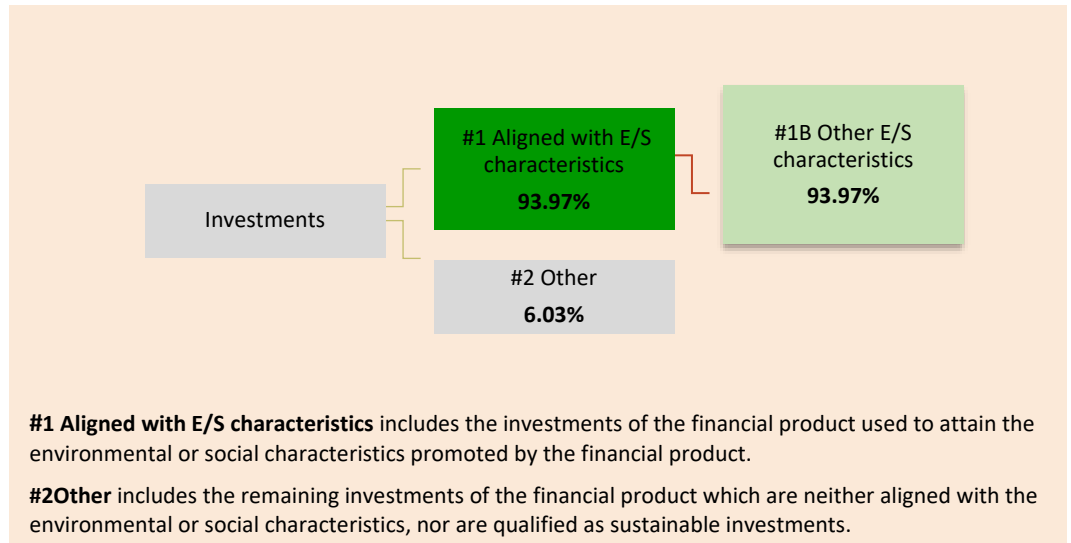 #1 Aligned with E/S
characteristics
93.97%
#1B Other E/S
characteristics
93.97%
Investments
#2 Other
6.03%
#1 Aligned with E/S characteristics includes the investments of the financial product used to attain the
environmental or social characteristics promoted by the financial product.
#2Other includes the remaining investments of the financial product which are neither aligned with the
environmental or social characteristics, nor are qualified as sustainable investments.